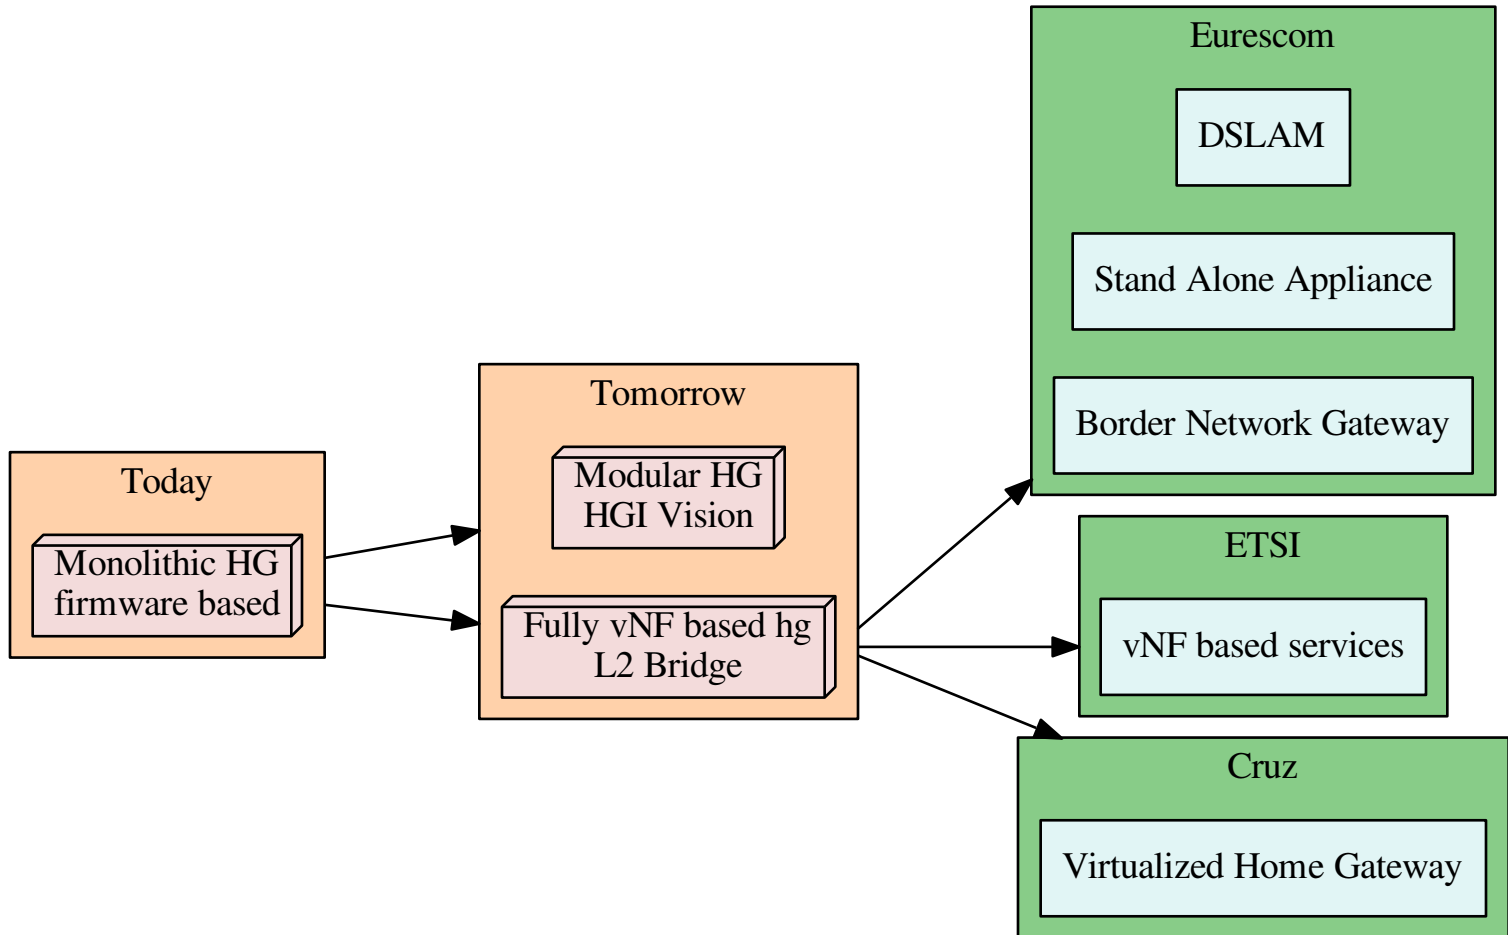 Today
Monolithic HG
firmware based
Tomorrow
Modular HG
HGI Vision
Fully vNF based hg
L2 Bridge
Eurescom
DSLAM
Stand Alone Appliance
Border Network Gateway
ETSI
vNF based services
Cruz
Virtualized Home Gateway